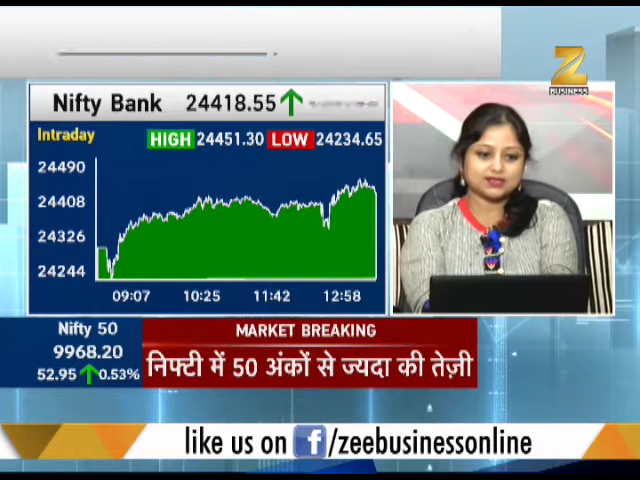 Z
BUSINESS
Nifty Bank 24418.55
Intraday
HIGH 24451.30 LOW 24234.65
24490
24408
24326
24244
09:07 10:25 11:42 12:58
Nifty 50
9968.20
52.95 0.53%
MARKET BREAKING
निफ्टी में 50 अंकों से ज्यदा की तेज़ी
like us on f/zeebusinessonline